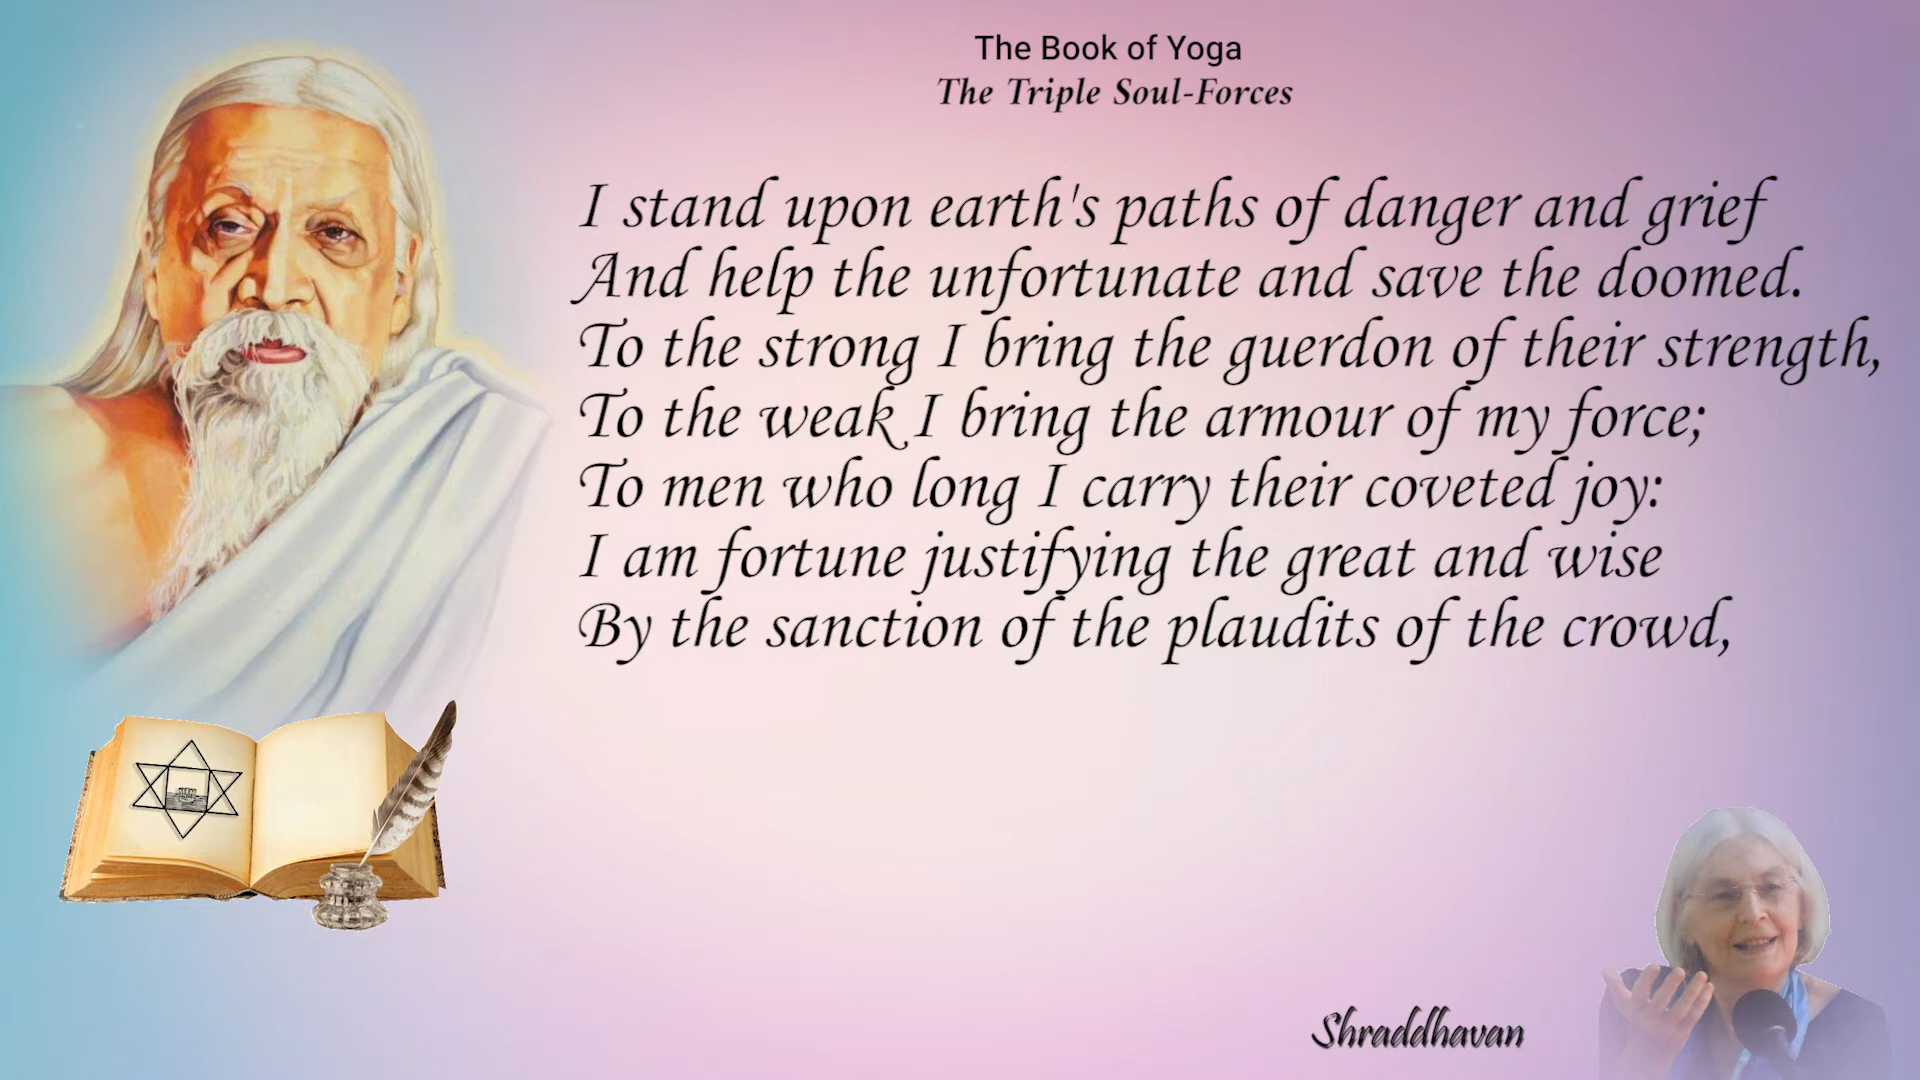 The Book of Yoga
The Triple Soul-Forces
I stand upon earth's paths of danger and grief
And help the unfortunate and save the doomed.
To the strong I bring the guerdon of their strength,
To the weak I bring the armour of my force;
To men who long I carry their coveted joy:
I am fortune justifying the great and wise
By the sanction of the plaudits of the crowd,
Shraddhavan